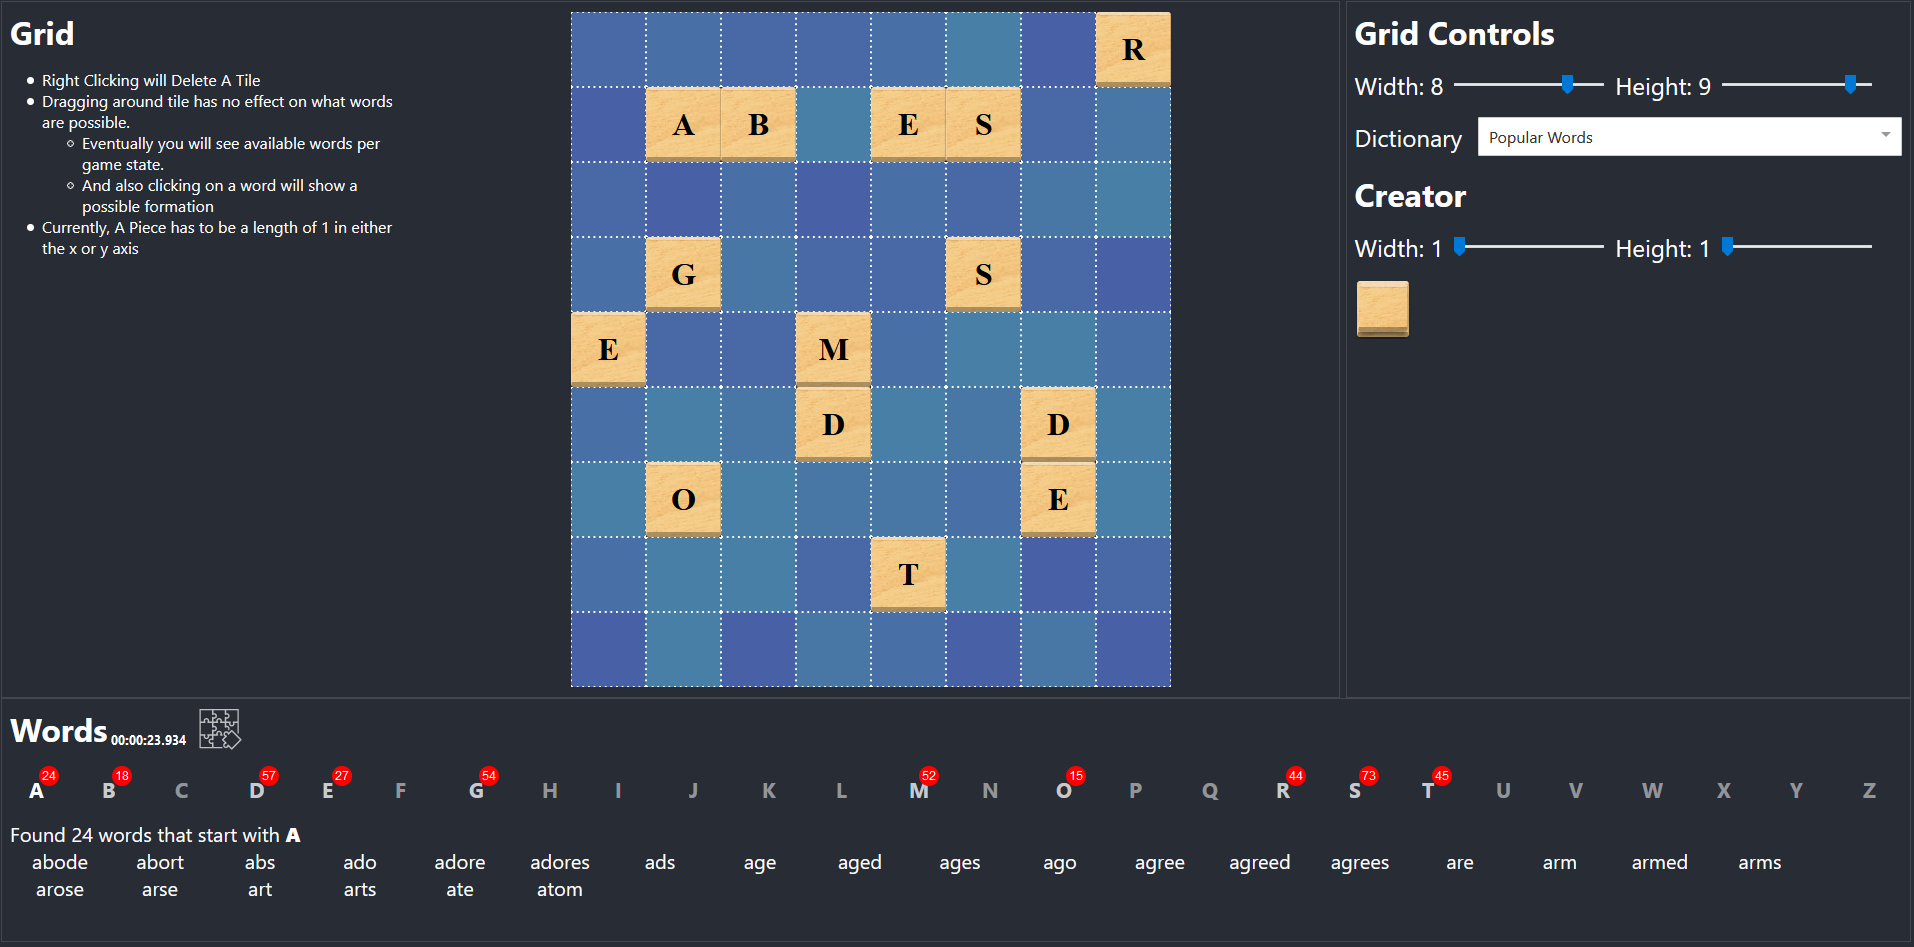 Grid
Right Clicking will Delete A Tile
Dragging around tile has no effect on what words
are possible.
Eventually you will see available words per
game state.
And also clicking on a word will show a
possible formation
Currently, A Piece has to be a length of 1 in either
the x or y axis
R
A B E S
G S
E M
D D
O E
T
Grid Controls
Width: 8 Height: 9
Dictionary Popular Words
Creator
Width: 1 Height: 1
Words 00:00:23.934
24 18 57 27 54 52 15 44 73 45
A B C D E F G H I J K L M N O P Q R S T U V W X Y Z
Found 24 words that start with A
abode abort abs ado adore adores ads age aged ages ago agree agreed agrees are arm armed arms
arose arse art arts ate atom